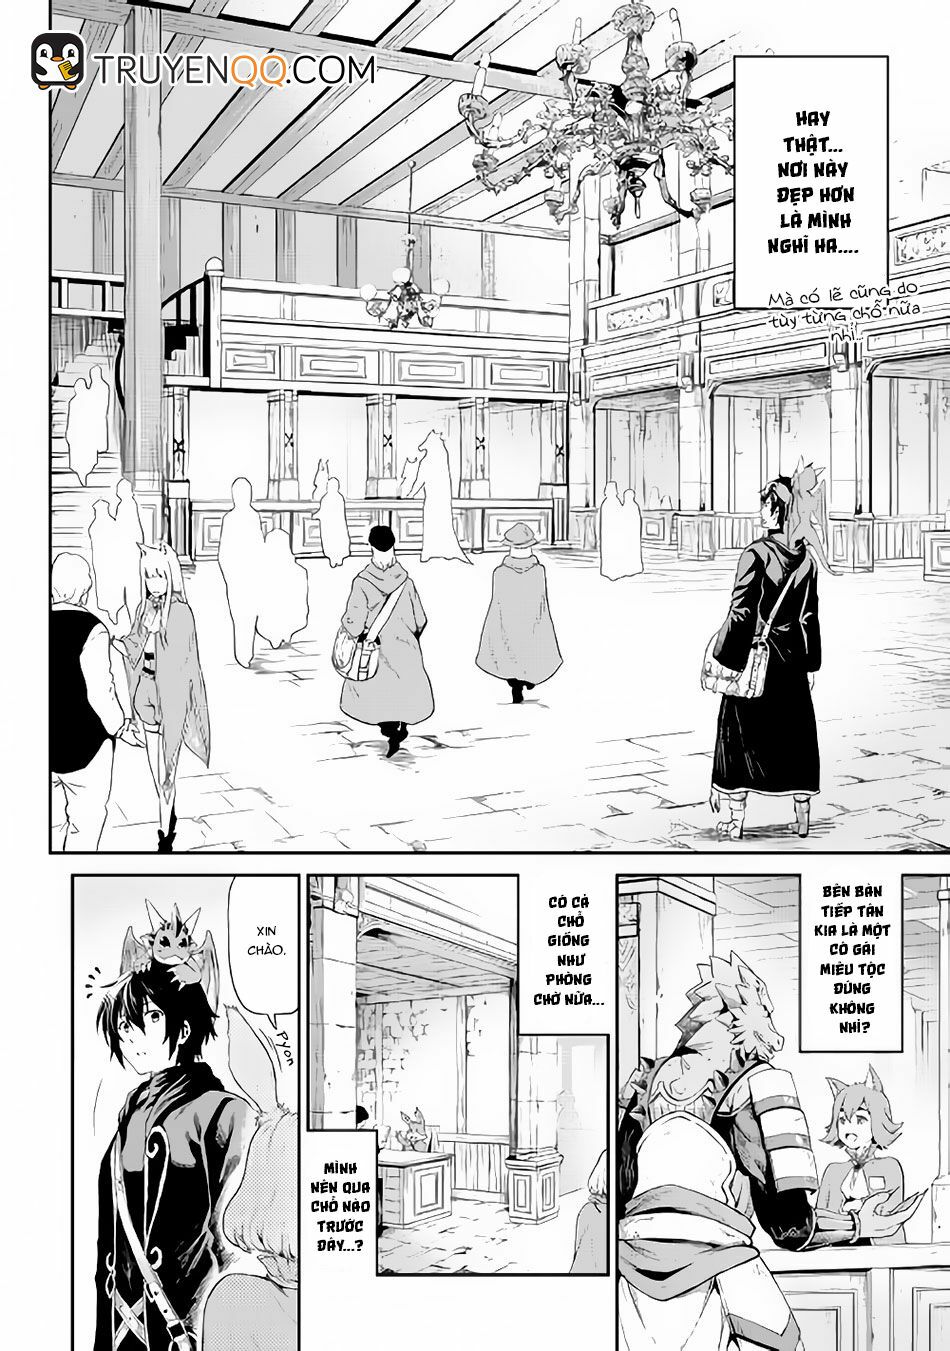 TRUYENQQ.COM
HAY
THẬT...
NƠI NÀY
ĐẸP HƠN
LÀ MÌNH
NGHĨ HA....
Mà có lẽ cũng do
tùy từng chỗ nữa
nhỉ...
BÊN BÀN
TIẾP TÂN
KIA LÀ MỘT
CÔ GÁI
MIÊU TỘC
ĐÚNG
KHÔNG
NHỈ?
CÓ CẢ
CHỖ
GIỐNG
NHƯ
PHÒNG
CHỜ NỮA...
MÌNH
NÊN QUA
CHỖ NÀO
TRƯỚC
ĐÂY...?
XIN
CHÀO.
Pyon